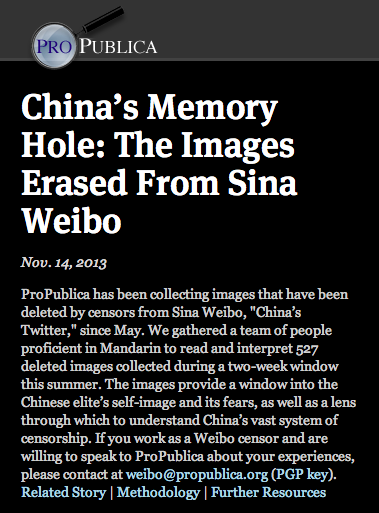 PROPUBLICA
China’s Memory
Hole: The Images
Erased From Sina
Weibo
Nov. 14, 2013
ProPublica has been collecting images that have been
deleted by censors from Sina Weibo, "China’s
Twitter," since May. We gathered a team of people
proficient in Mandarin to read and interpret 527
deleted images collected during a two-week window
this summer. The images provide a window into the
Chinese elite’s self-image and its fears, as well as a lens
through which to understand China’s vast system of
censorship. If you work as a Weibo censor and are
willing to speak to ProPublica about your experiences,
please contact at weibo@propublica.org (PGP key).
Related Story | Methodology | Further Resources